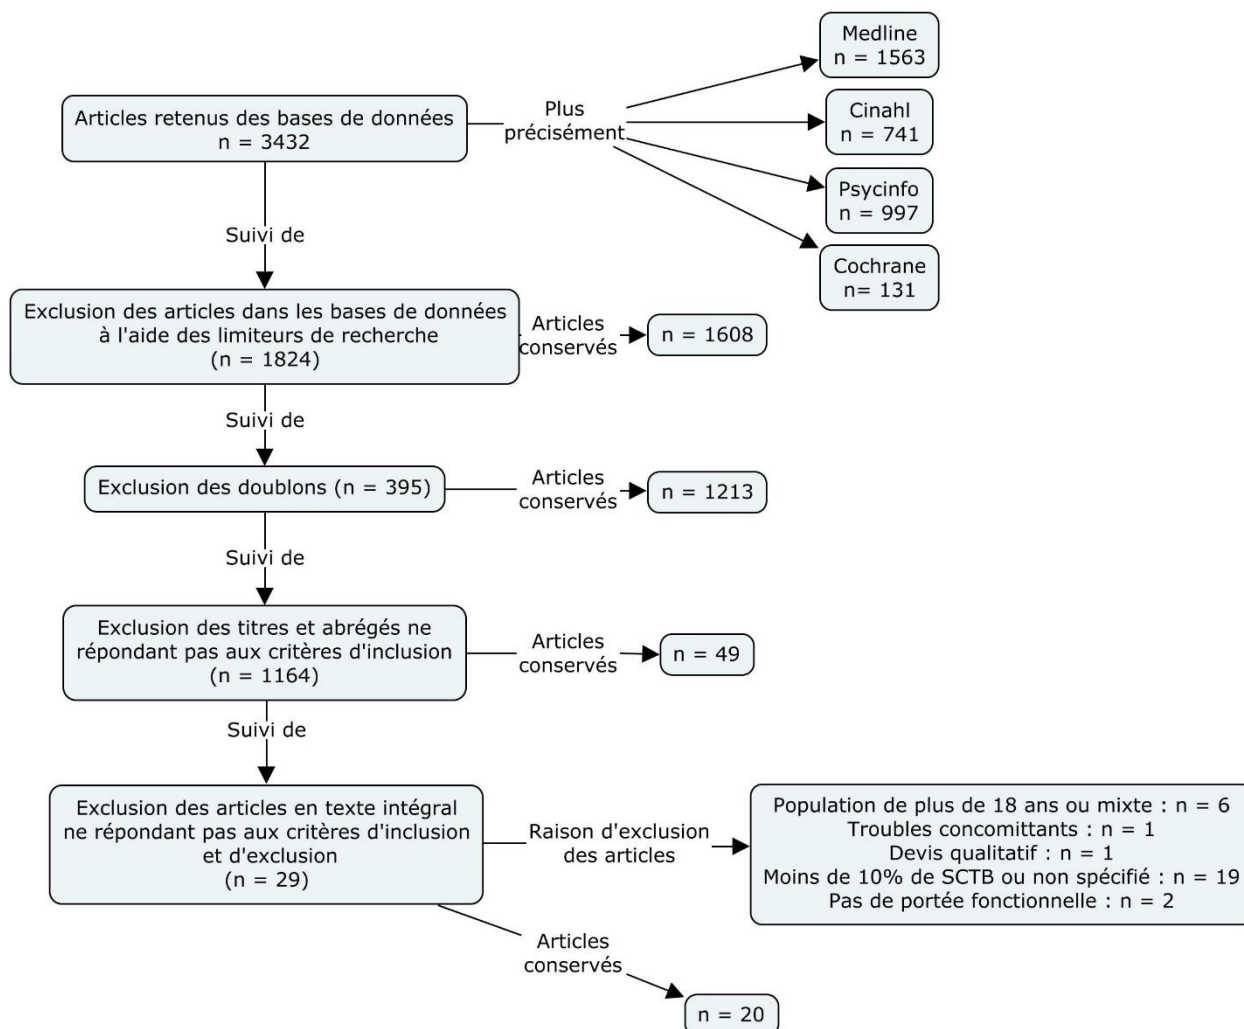 Medline
n = 1563
Articles retenus des bases de données
n = 3432
Plus
précisément
Cinahl
n = 741
Psycinfo
n = 997
Cochrane
n= 131
Suivi de
Exclusion des articles dans les bases de données
à l'aide des limiteurs de recherche
(n = 1824)
Articles
conservés
n = 1608
Suivi de
Exclusion des doublons (n = 395)
Articles
conservés
n = 1213
Suivi de
Exclusion des titres et abrégés ne
répondant pas aux critères d'inclusion
(n = 1164)
Articles
conservés
n = 49
Suivi de
Exclusion des articles en texte intégral
ne répondant pas aux critères d'inclusion
et d'exclusion
(n = 29)
Raison d'exclusion
des articles
Population de plus de 18 ans ou mixte : n = 6
Troubles concomittants : n = 1
Devis qualitatif : n = 1
Moins de 10% de SCTB ou non spécifié : n = 19
Pas de portée fonctionnelle : n = 2
Articles
conservés
n = 20